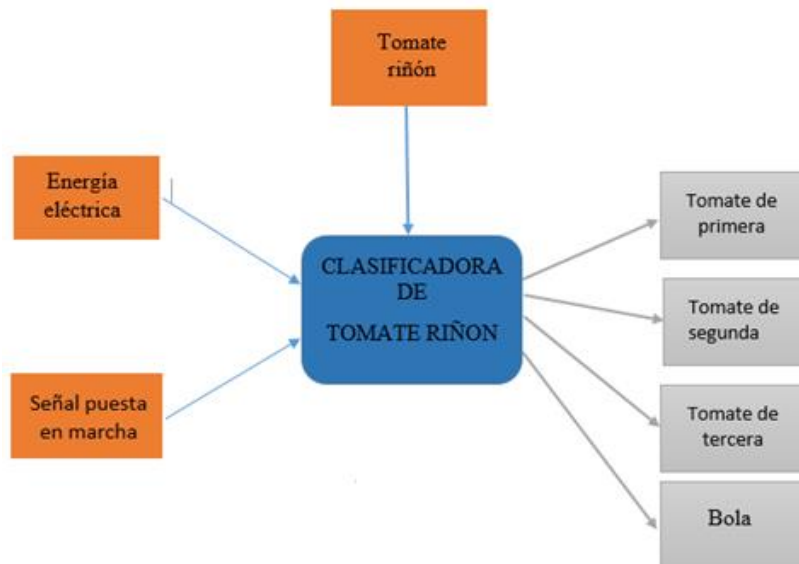 Tomate
riñón
Energía
eléctrica
Señal puesta
en marcha
CLASIFICADORA
DE
TOMATE RIÑON
Tomate de
primera
Tomate de
segunda
Tomate de
tercera
Bola